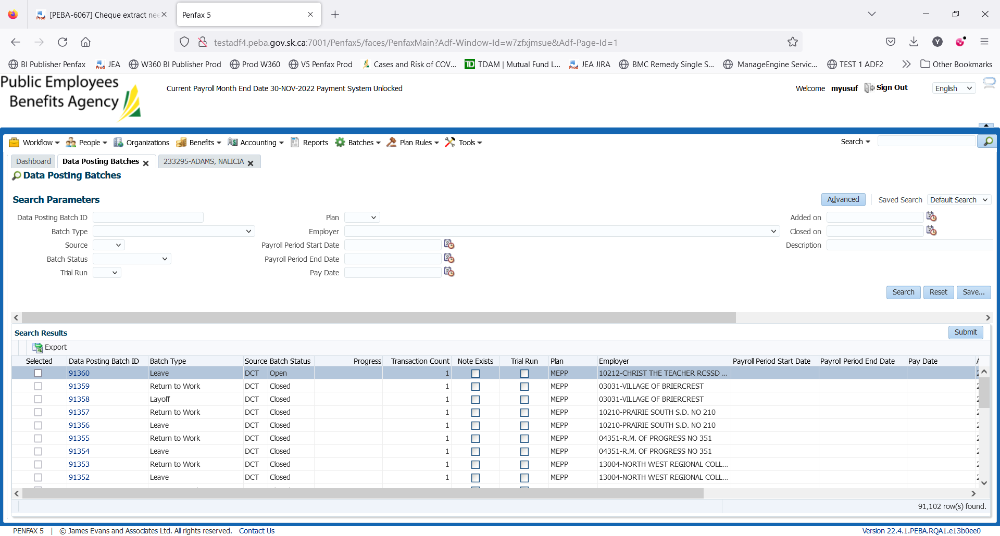 [PEBA-6067] Cheque extract nee
Penfax 5
testadf4.peba.gov.sk.ca:7001/Penfax5/faces/PenfaxMain?Adf-Window-Id=w7zfxjmsue&Adf-Page-Id=1
BI Publisher Penfax JEA W360 BI Publisher Prod Prod W360 V5 Penfax Prod Cases and Risk of COV... TDAM | Mutual Fund L... JEA JIRA BMC Remedy Single S... ManageEngine Servic... TEST 1 ADF2 Other Bookmarks
Public Employees
Benefits Agency
Current Payroll Month End Date 30-NOV-2022 Payment System Unlocked
Welcome myusuf Sign Out English
Workflow People Organizations Benefits Accounting Reports Batches Plan Rules Tools Search
Dashboard Data Posting Batches 233295-ADAMS, NALICIA
Data Posting Batches
Search Parameters Advanced Saved Search Default Search
Data Posting Batch ID Plan Added on
Batch Type Employer Closed on
Source Payroll Period Start Date Description
Batch Status Payroll Period End Date
Trial Run Pay Date
Search Reset Save...
Search Results Submit
Export
Selected Data Posting Batch ID Batch Type Source Batch Status Progress Transaction Count Note Exists Trial Run Plan Employer Payroll Period Start Date Payroll Period End Date Pay Date
91360 Leave DCT Open 1 MEPP 10212-CHRIST THE TEACHER RCSSD ...
91359 Return to Work DCT Closed 1 MEPP 03031-VILLAGE OF BRIERCREST
91358 Layoff DCT Closed 1 MEPP 03031-VILLAGE OF BRIERCREST
91357 Return to Work DCT Closed 1 MEPP 10210-PRAIRIE SOUTH S.D. NO 210
91356 Leave DCT Closed 1 MEPP 10210-PRAIRIE SOUTH S.D. NO 210
91355 Return to Work DCT Closed 1 MEPP 04351-R.M. OF PROGRESS NO 351
91354 Leave DCT Closed 1 MEPP 04351-R.M. OF PROGRESS NO 351
91353 Return to Work DCT Closed 1 MEPP 13004-NORTH WEST REGIONAL COLL...
91352 Leave DCT Closed 1 MEPP 13004-NORTH WEST REGIONAL COLL...
91,102 row(s) found.
PENFAX 5 | © James Evans and Associates Ltd. All rights reserved. Contact Us Version 22.4.1.PEBA.RQA1.e13b0ee0